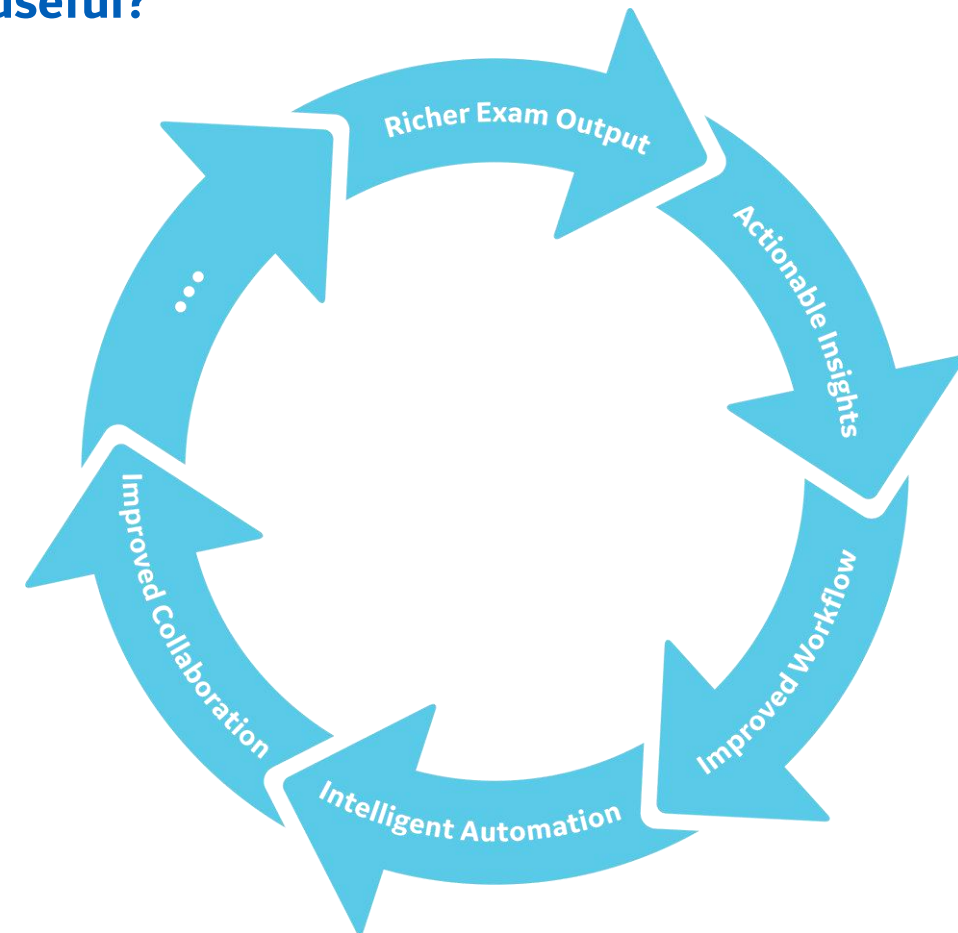 useful?
Richer Exam Output
Actionable Insights
Improved Workflow
Intelligent Automation
Improved Collaboration
...